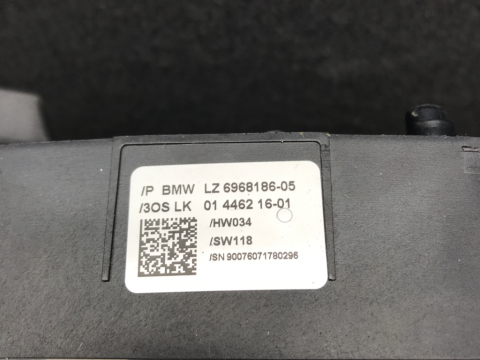 /P BMW LZ 6968186-05
/3OS LK 01 4462 16-01
/HW034
/SW118
/SN 90076071780296